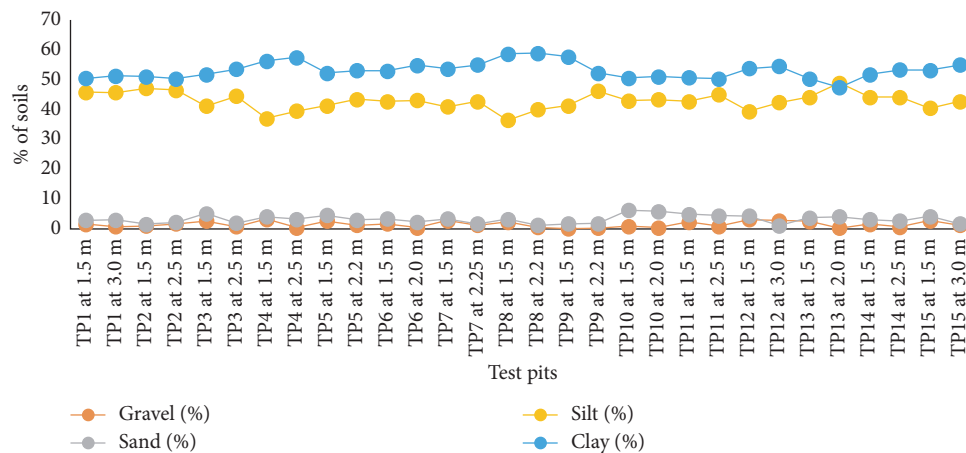 70
60
50
40
30
20
10
0
% of soils
TP1 at 1.5 m
TP1 at 3.0 m
TP2 at 1.5 m
TP2 at 2.5 m
TP3 at 1.5 m
TP3 at 2.5 m
TP4 at 1.5 m
TP4 at 2.5 m
TP5 at 1.5 m
TP5 at 2.2 m
TP6 at 1.5 m
TP6 at 2.0 m
TP7 at 1.5 m
TP7 at 2.25 m
TP8 at 1.5 m
TP8 at 2.2 m
TP9 at 1.5 m
TP9 at 2.2 m
TP10 at 1.5 m
TP10 at 2.0 m
TP11 at 1.5 m
TP11 at 2.5 m
TP12 at 1.5 m
TP12 at 3.0 m
TP13 at 1.5 m
TP13 at 2.0 m
TP14 at 1.5 m
TP14 at 2.5 m
TP15 at 1.5 m
TP15 at 3.0 m
Test pits
Gravel (%)
Sand (%)
Silt (%)
Clay (%)